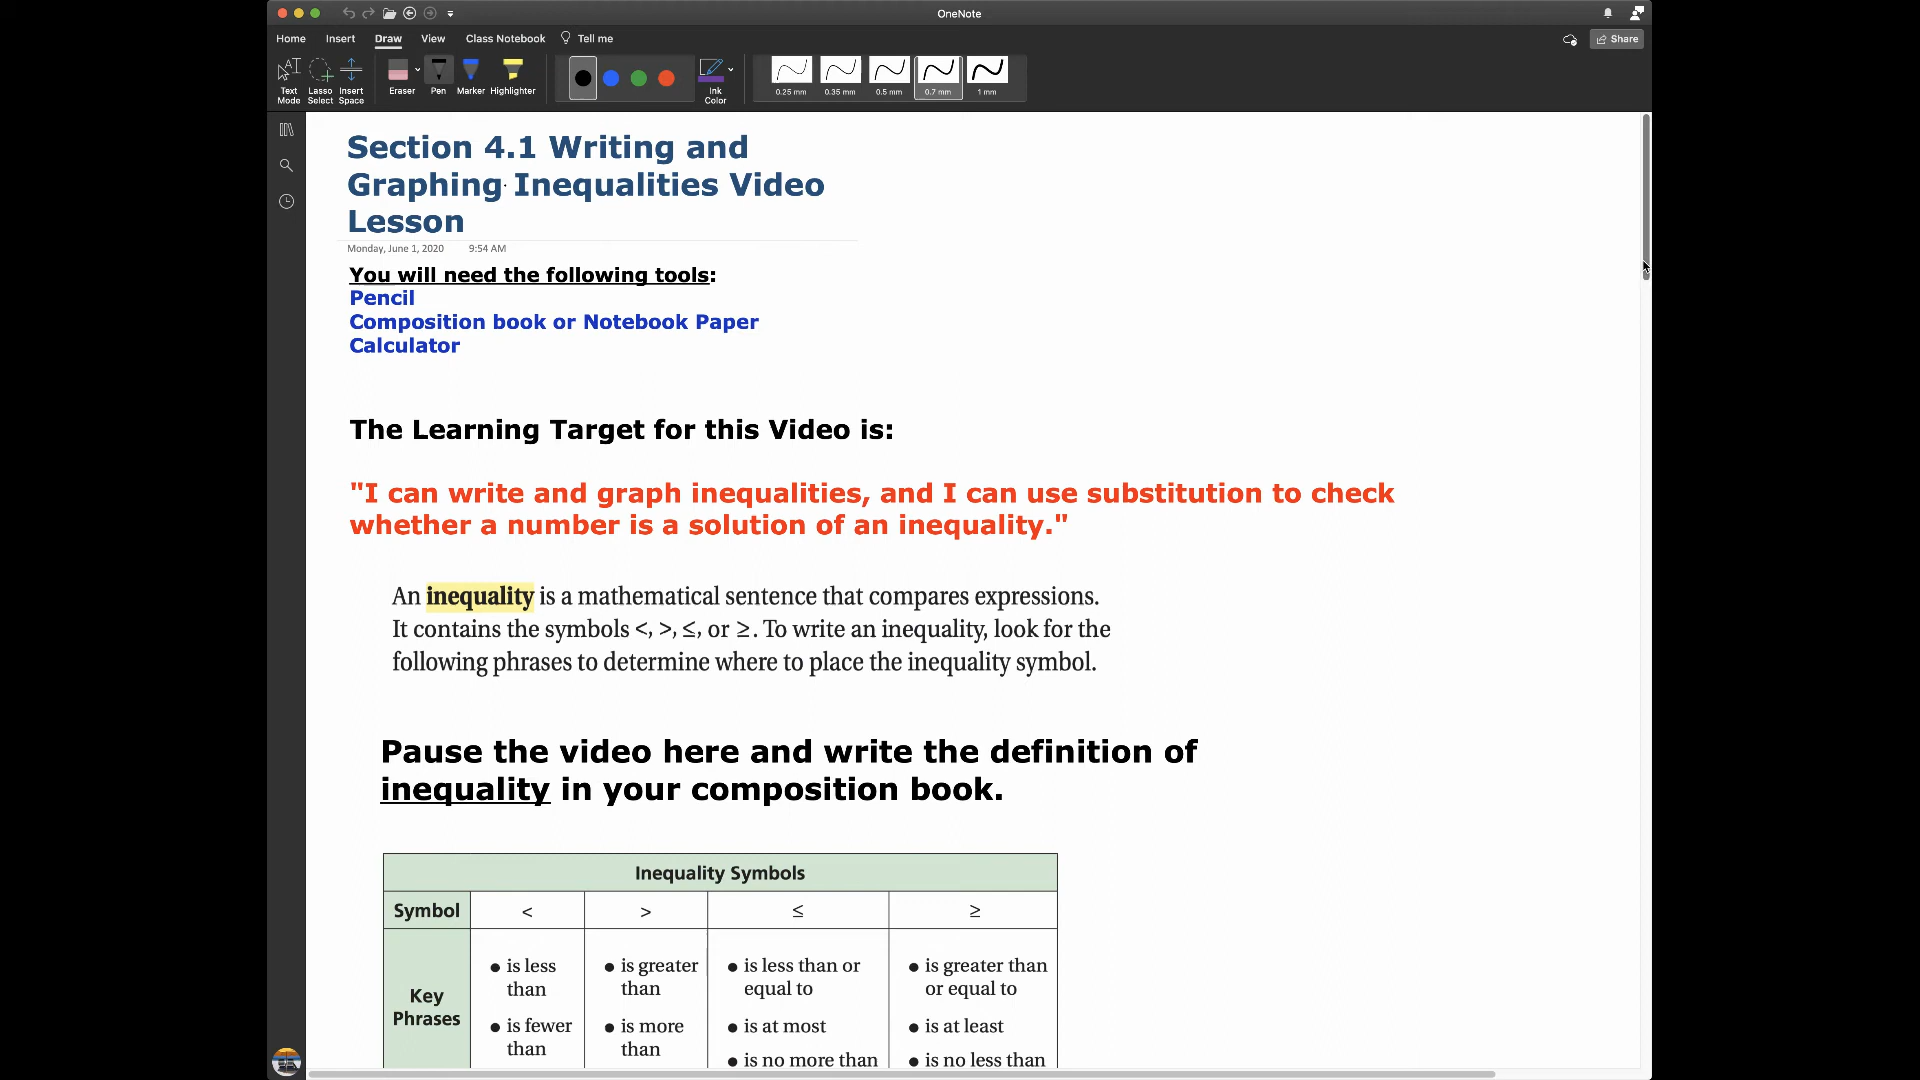 OneNote
Home Insert Draw View Class Notebook Tell me
Share
Text Mode
Lasso Select
Insert Space
Eraser
Pen
Marker
Highlighter
Ink Color
0.25 mm
0.35 mm
0.5 mm
0.7 mm
1 mm
Section 4.1 Writing and
Graphing Inequalities Video
Lesson
Monday, June 1, 2020 9:54 AM
You will need the following tools:
Pencil
Composition book or Notebook Paper
Calculator
The Learning Target for this Video is:
"I can write and graph inequalities, and I can use substitution to check
whether a number is a solution of an inequality."
An inequality is a mathematical sentence that compares expressions.
It contains the symbols <, >, ≤, or ≥. To write an inequality, look for the
following phrases to determine where to place the inequality symbol.
Pause the video here and write the definition of
inequality in your composition book.
Inequality Symbols
Symbol < > ≤ ≥
Key
Phrases
• is less
than
• is fewer
than
• is greater
than
• is more
than
• is less than or
equal to
• is at most
• is no more than
• is greater than
or equal to
• is at least
• is no less than